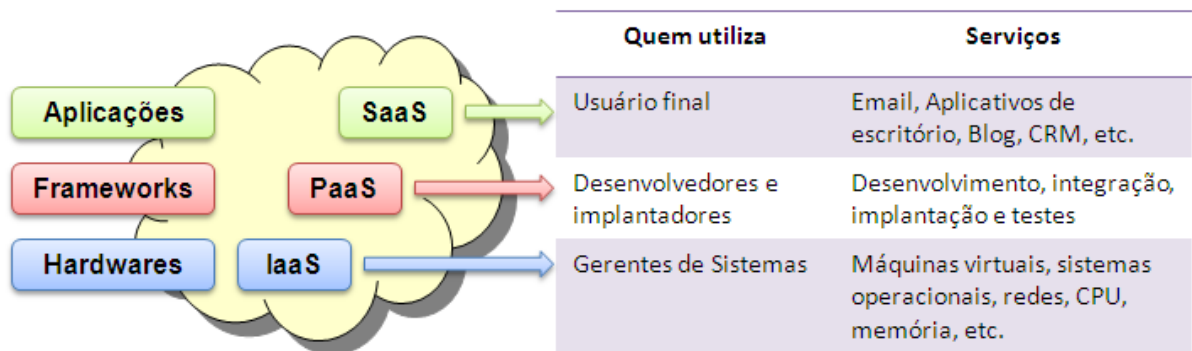 Quem utiliza Serviços
Aplicações SaaS Usuário final Email, Aplicativos de
escritório, Blog, CRM, etc.
Frameworks PaaS Desenvolvedores e Desenvolvimento, integração,
implantadores implantação e testes
Hardwares IaaS Gerentes de Sistemas Máquinas virtuais, sistemas
operacionais, redes, CPU,
memória, etc.